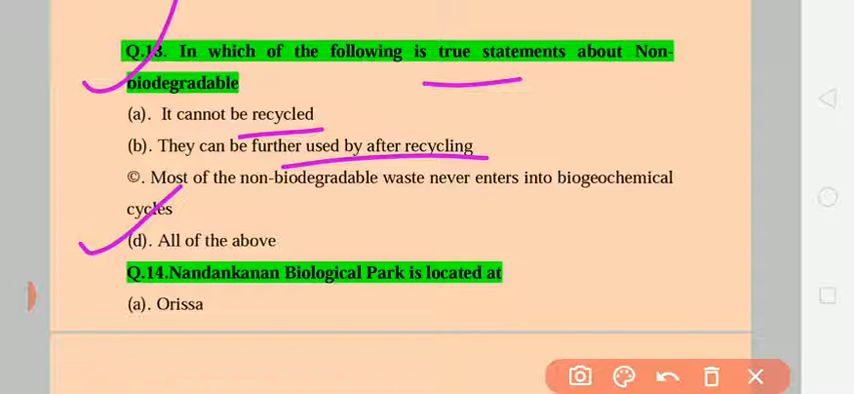 Q.13. In which of the following is true statements about Non-
biodegradable
(a). It cannot be recycled
(b). They can be further used by after recycling
©. Most of the non-biodegradable waste never enters into biogeochemical
cycles
(d). All of the above
Q.14.Nandankanan Biological Park is located at
(a). Orissa